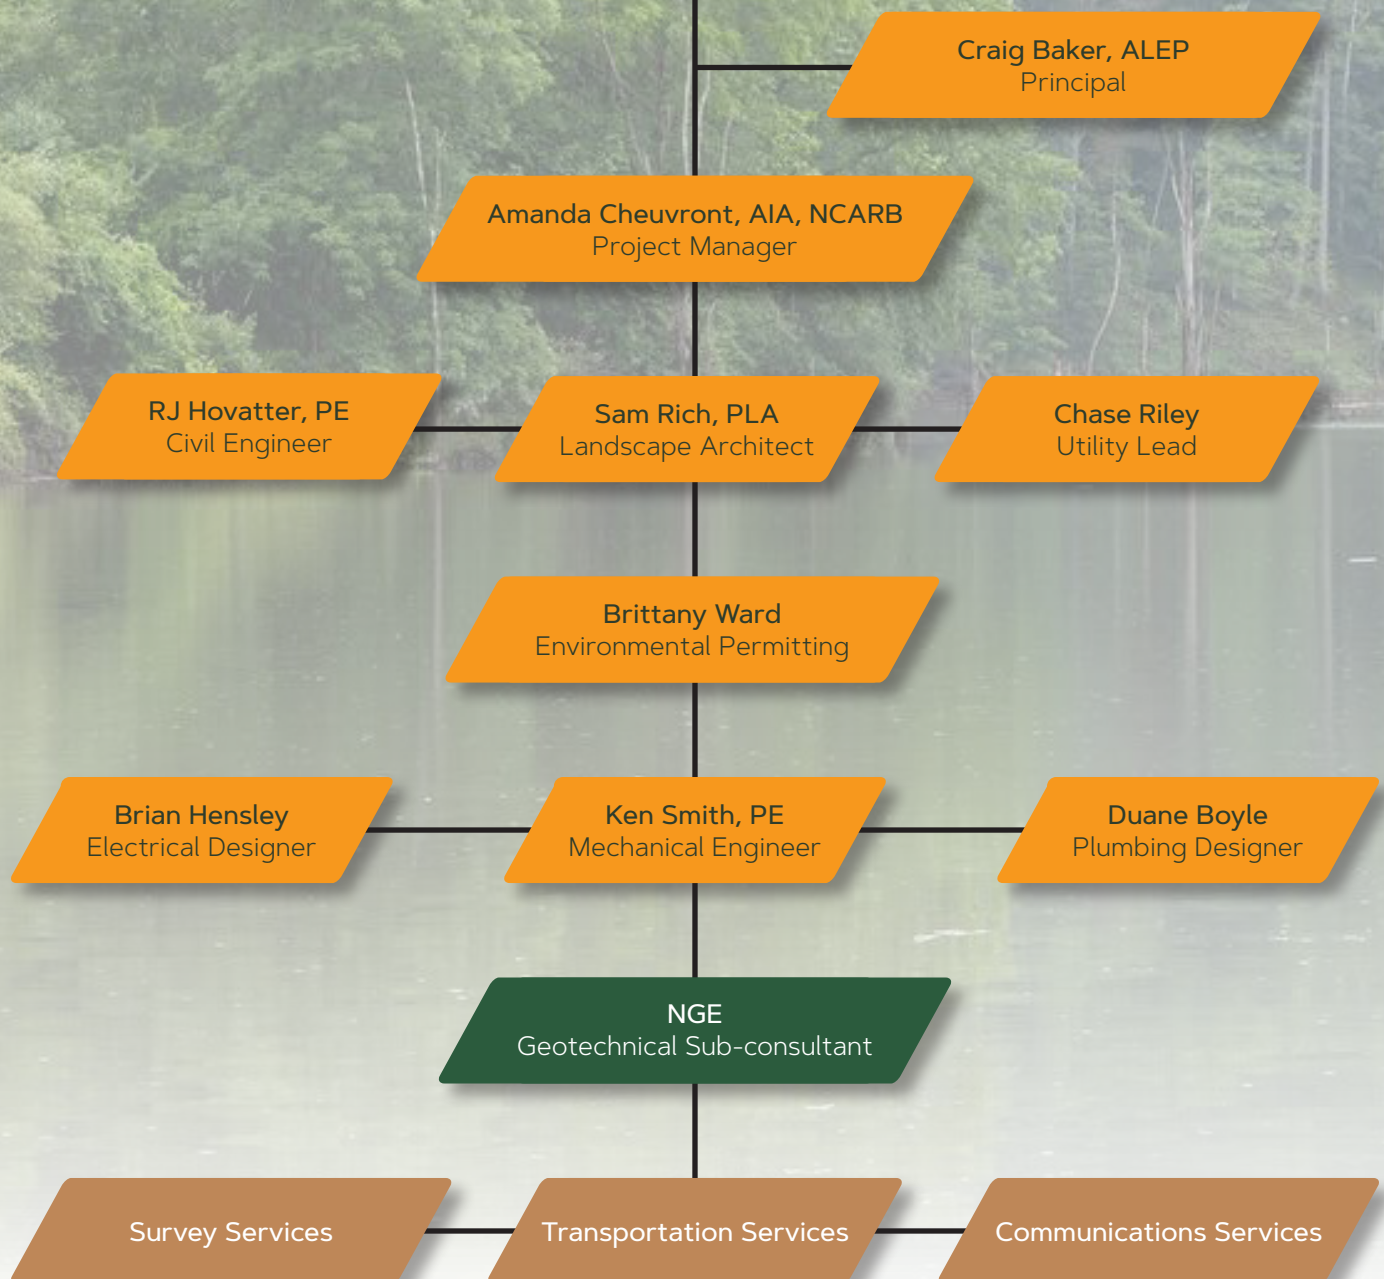 Craig Baker, ALEP
Principal
Amanda Cheuvront, AIA, NCARB
Project Manager
RJ Hovatter, PE
Civil Engineer
Sam Rich, PLA
Landscape Architect
Chase Riley
Utility Lead
Brittany Ward
Environmental Permitting
Brian Hensley
Electrical Designer
Ken Smith, PE
Mechanical Engineer
Duane Boyle
Plumbing Designer
NGE
Geotechnical Sub-consultant
Survey Services
Transportation Services
Communications Services